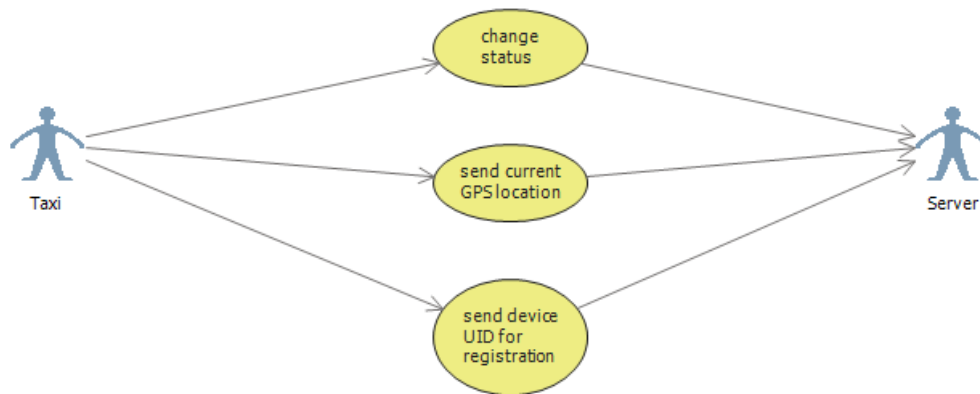 change
status
Taxi
send current
GPS location
Server
send device
UID for
registration